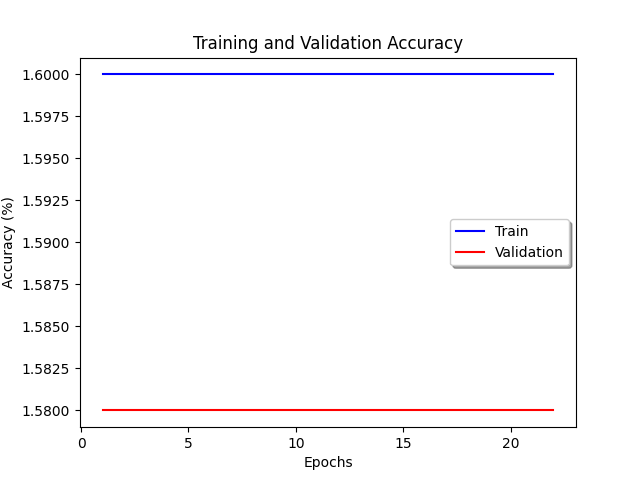 Training and Validation Accuracy
1.6000
1.5975
1.5950
1.5925
1.5900
1.5875
1.5850
1.5825
1.5800
Accuracy (%)
Train
Validation
0 5 10 15 20
Epochs